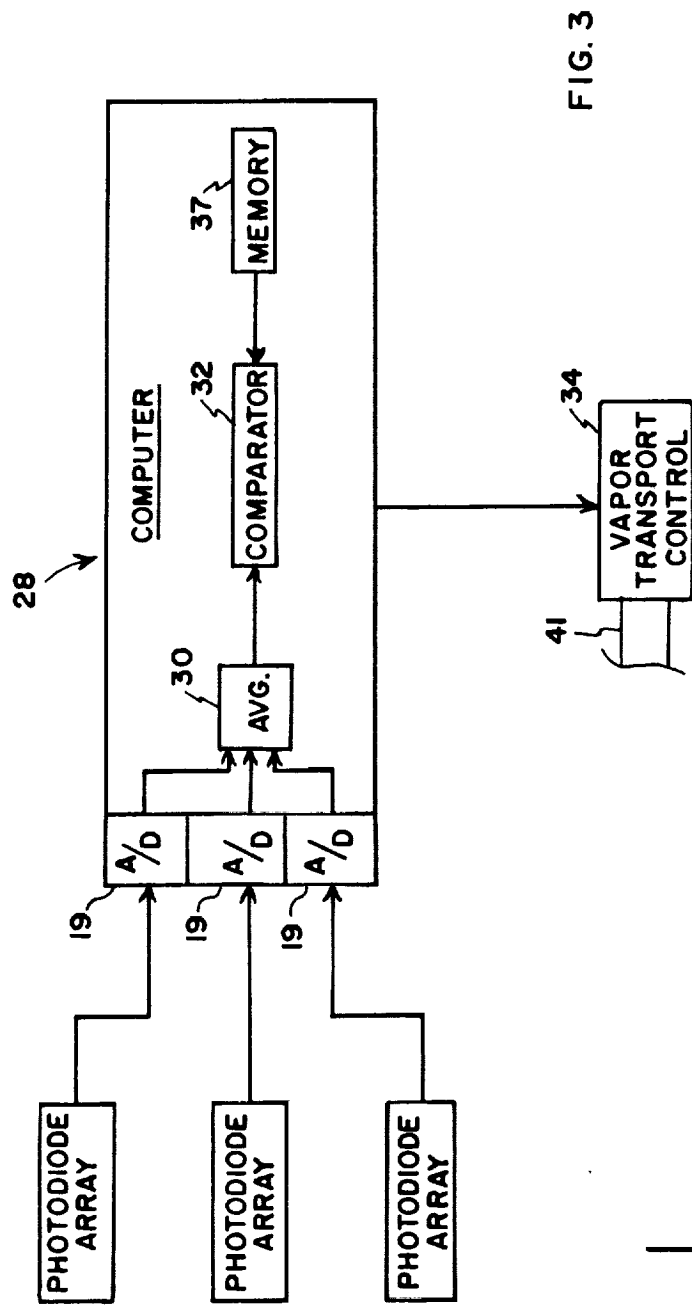 28
COMPUTER
PHOTODIODE
ARRAY
PHOTODIODE
ARRAY
PHOTODIODE
ARRAY
19
A/D
19
A/D
19
A/D
30
AVG.
32
COMPARATOR
37
MEMORY
41
34
VAPOR
TRANSPORT
CONTROL
FIG. 3